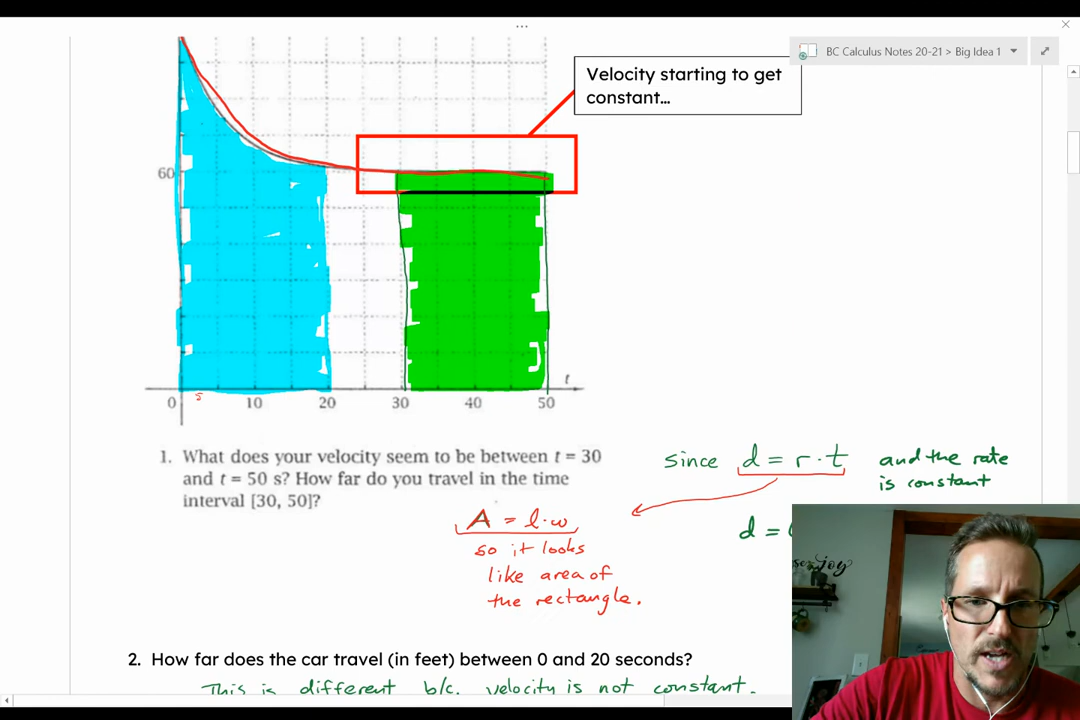 ...
BC Calculus Notes 20-21 > Big Idea 1
Velocity starting to get
constant...
60
t
0 5 10 20 30 40 50
1. What does your velocity seem to be between t = 30
and t = 50 s? How far do you travel in the time
interval [30, 50]?
since d = r · t and the rate
is constant
A = l·w
d =
so it looks
like area of
the rectangle.
joy
2. How far does the car travel (in feet) between 0 and 20 seconds?
This is different b/c. velocity is not constant.